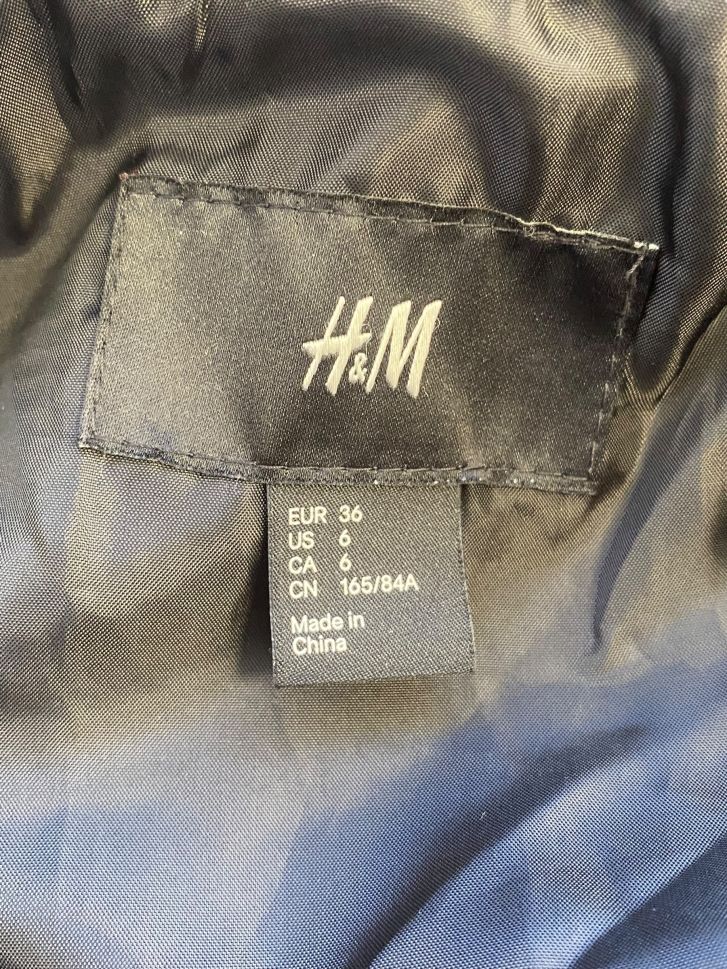 H&M
EUR 36
US 6
CA 6
CN 165/84A
Made in
China